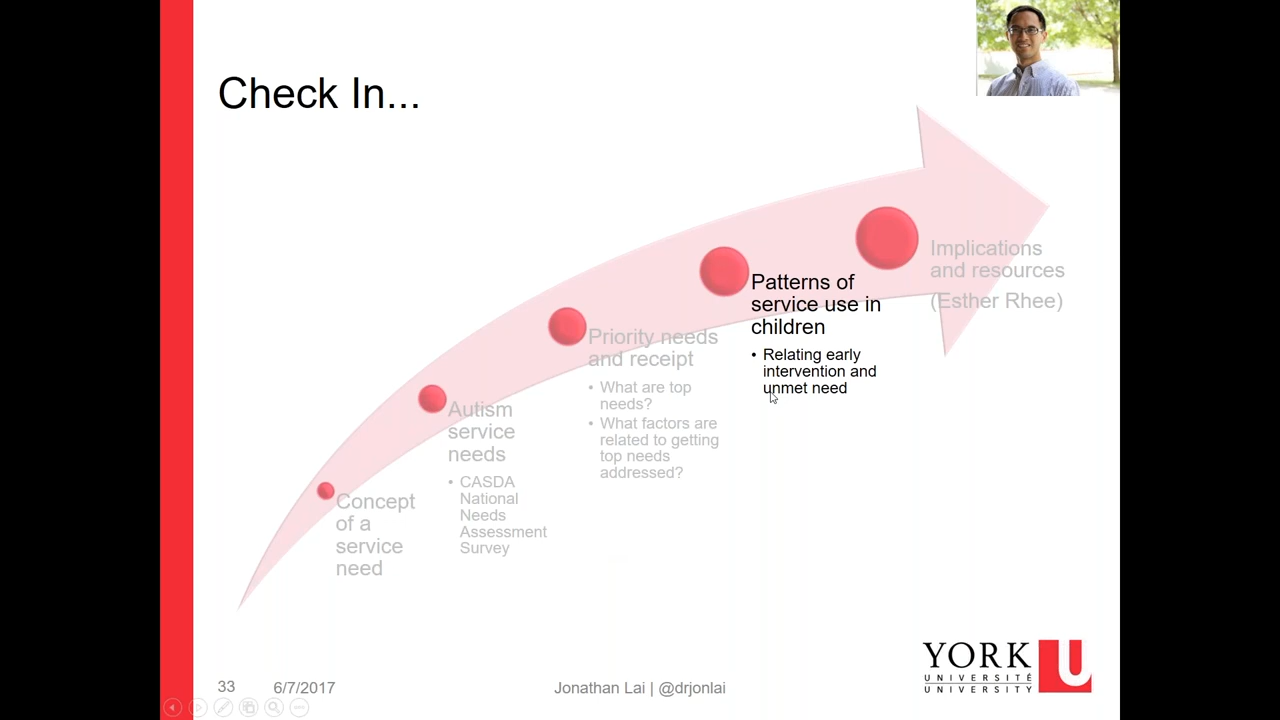 Check In...
Concept
of a
service
need
Autism
service
needs
• CASDA
National
Needs
Assessment
Survey
Priority needs
and receipt
• What are top
needs?
• What factors are
related to getting
top needs
addressed?
Patterns of
service use in
children
• Relating early
intervention and
unmet need
Implications
and resources
(Esther Rhee)
33
6/7/2017
Jonathan Lai | @drjonlai
YORK U
UNIVERSITÉ
UNIVERSITY